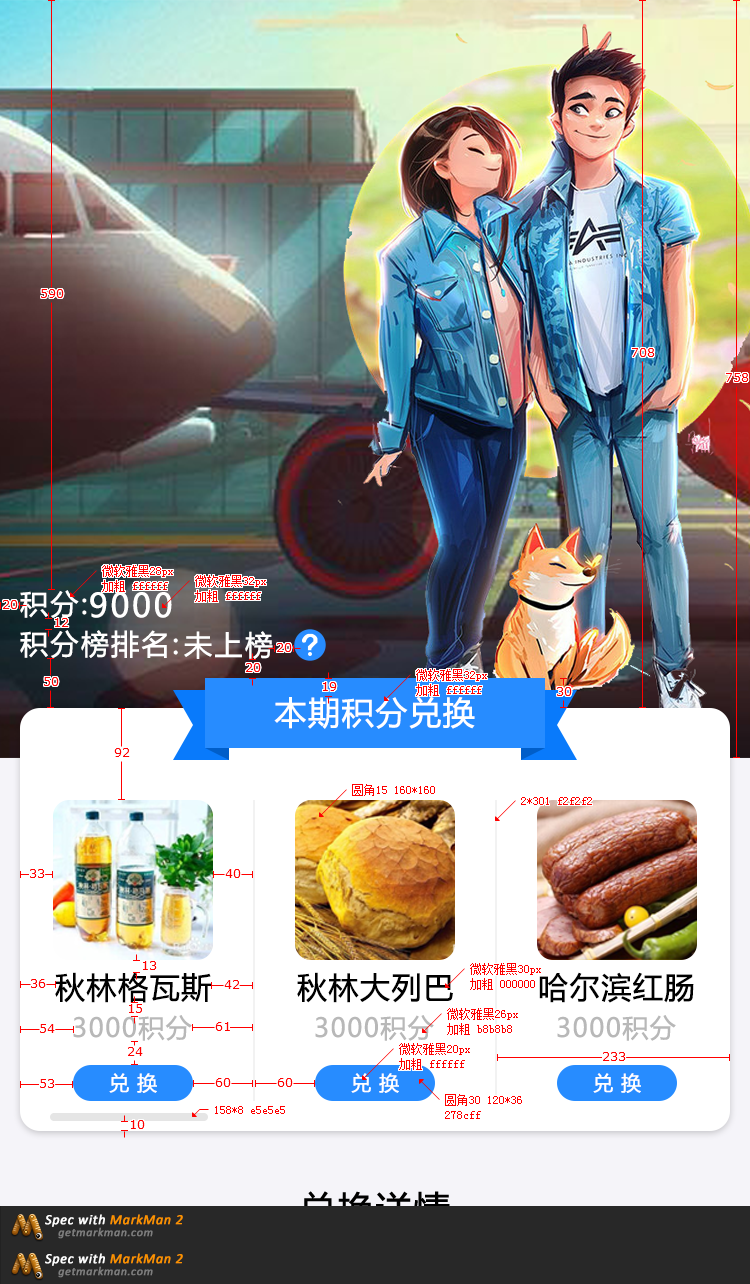 590
708
758
INDUSTRIES INC
微软雅黑28px
加粗 ffffff
微软雅黑32px
加粗 ffffff
20
积分:9000
12
积分榜排名:未上榜
20
?
20
50
19
微软雅黑32px
加粗 ffffff
30
本期积分兑换
92
圆角15 160*160
2*301 f2f2f2
33
40
13
微软雅黑30px
加粗 000000
36
42
秋林格瓦斯
秋林大列巴
哈尔滨红肠
15
微软雅黑26px
加粗 b8b8b8
54
61
3000积分
3000积分
3000积分
24
微软雅黑20px
加粗 ffffff
233
53
60
60
兑 换
兑 换
兑 换
圆角30 120*36
278cff
158*8 e5e5e5
10
兑换详情
Spec with MarkMan 2
getmarkman.com
Spec with MarkMan 2
getmarkman.com